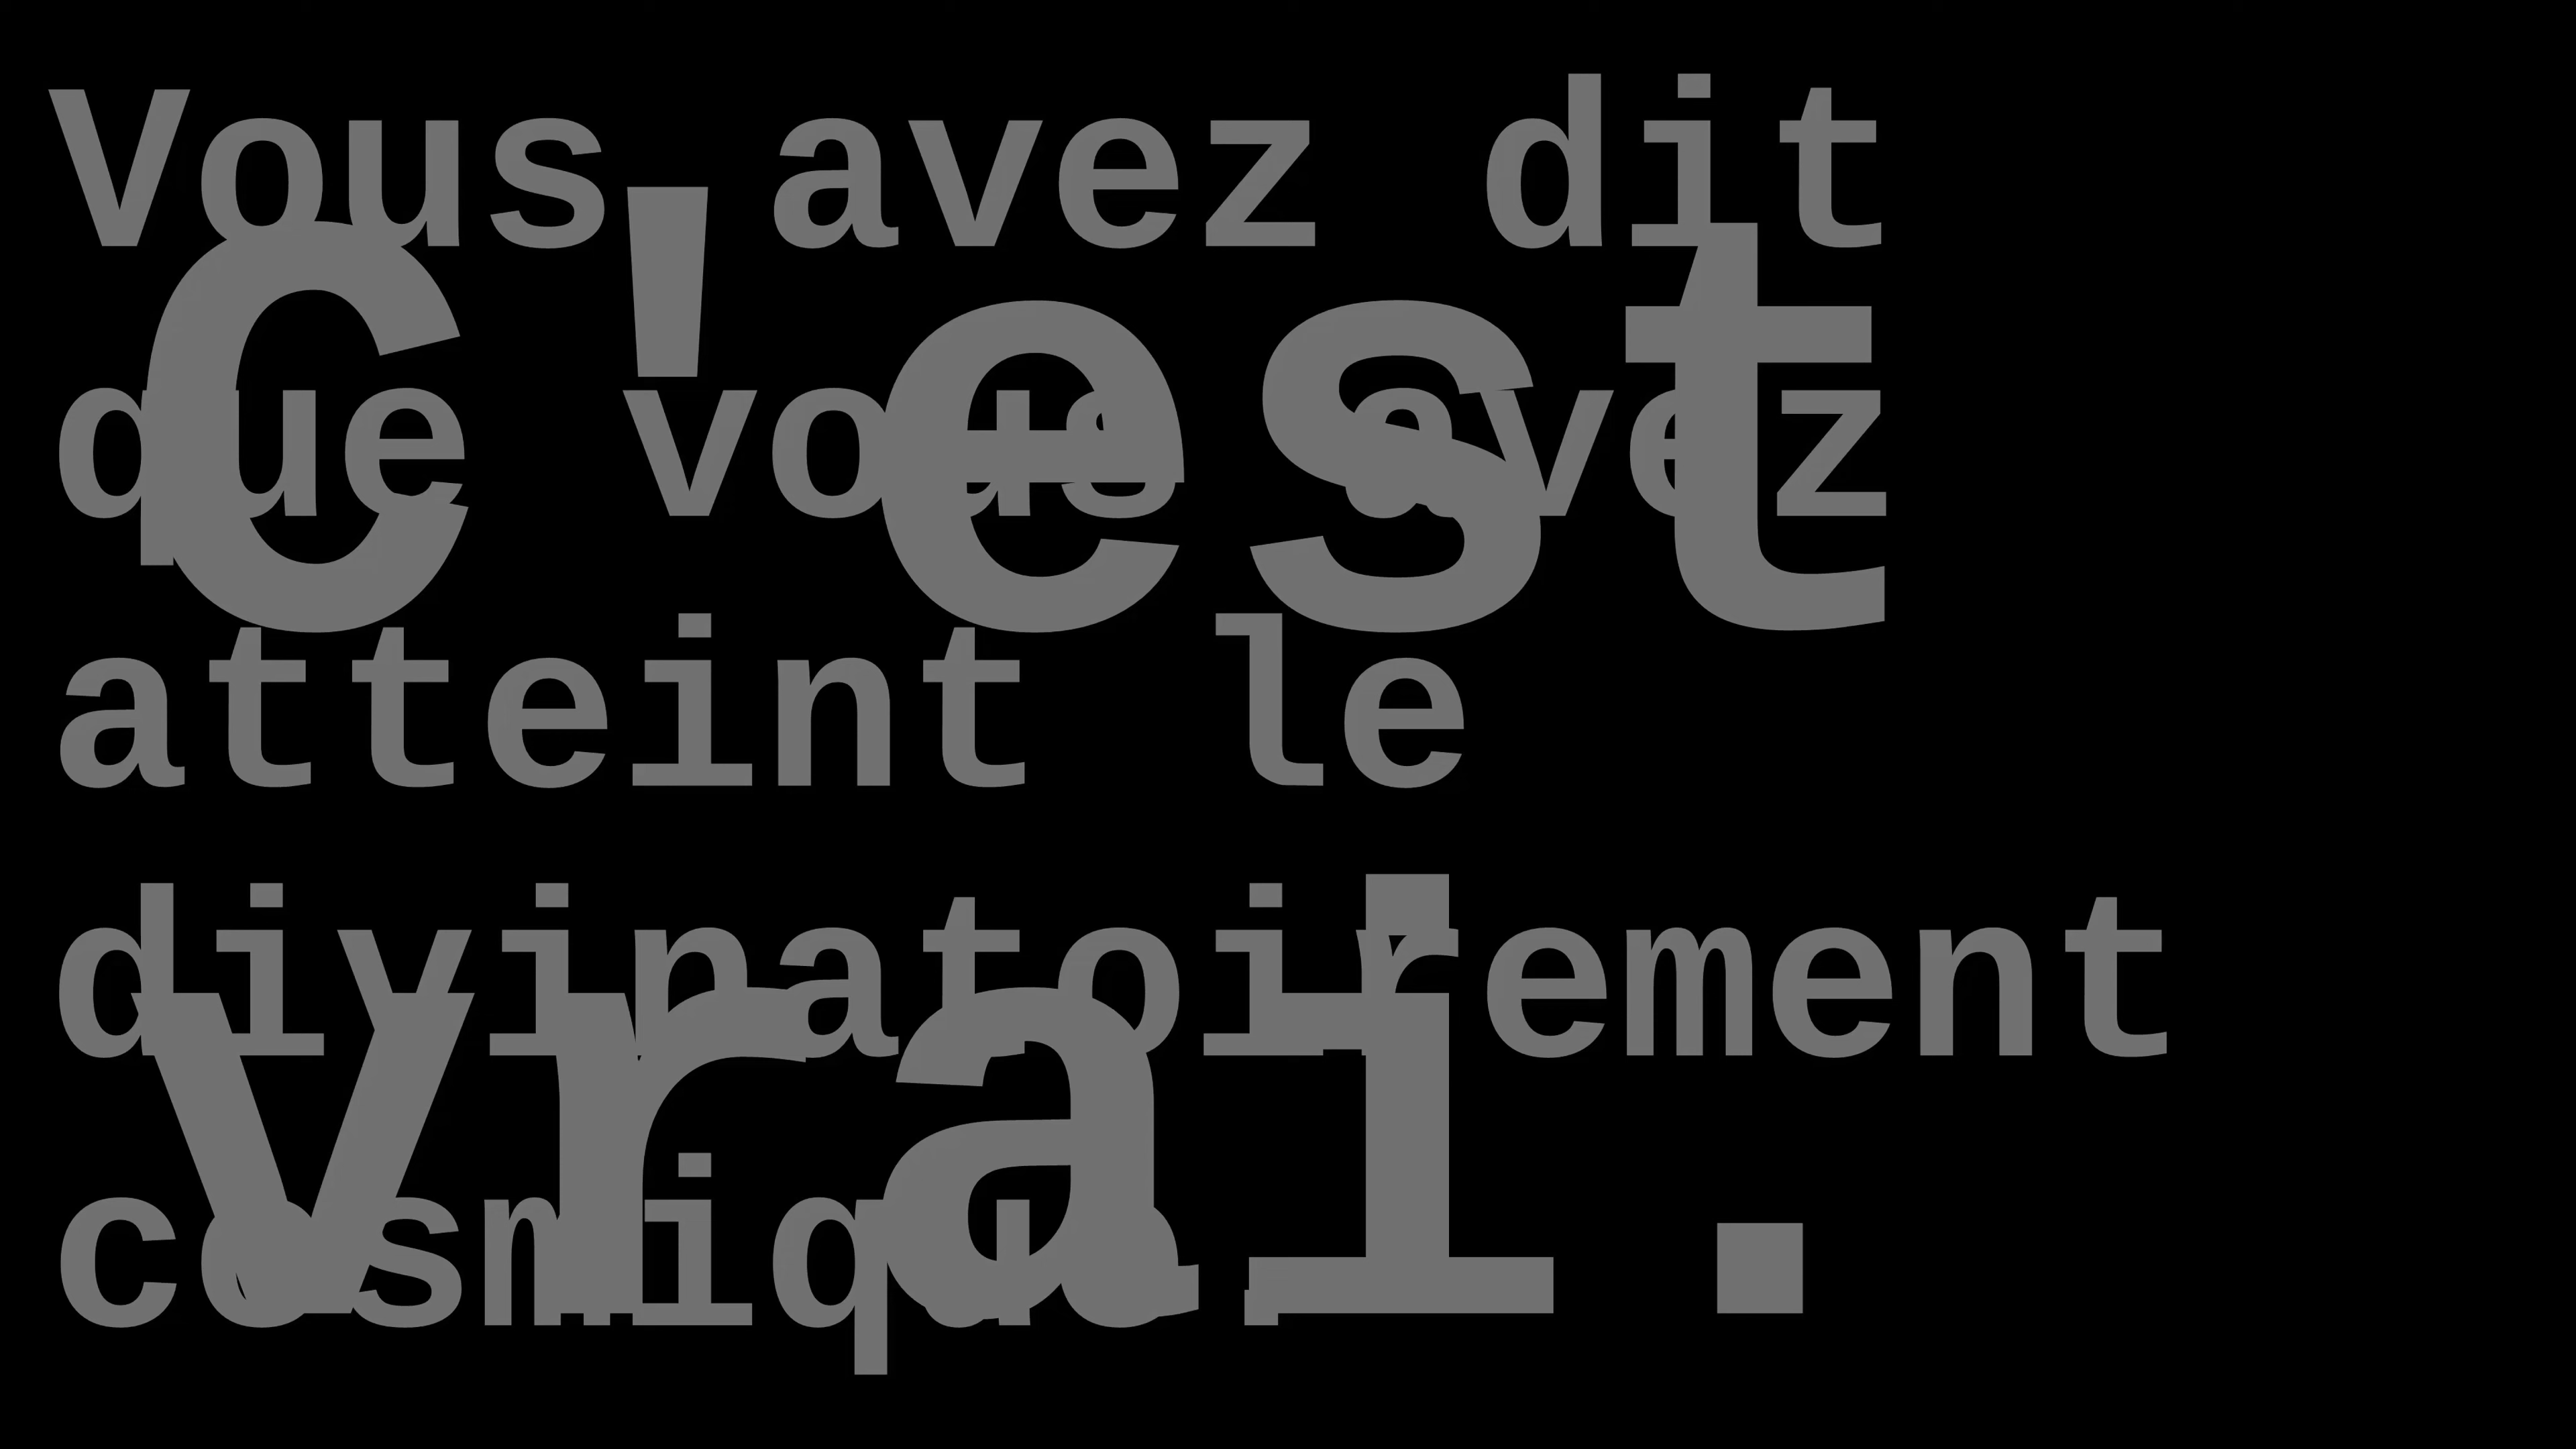 Vous avez dit
que vous avez
atteint le
divinatoirement
cosmique.
C'est
vrai.